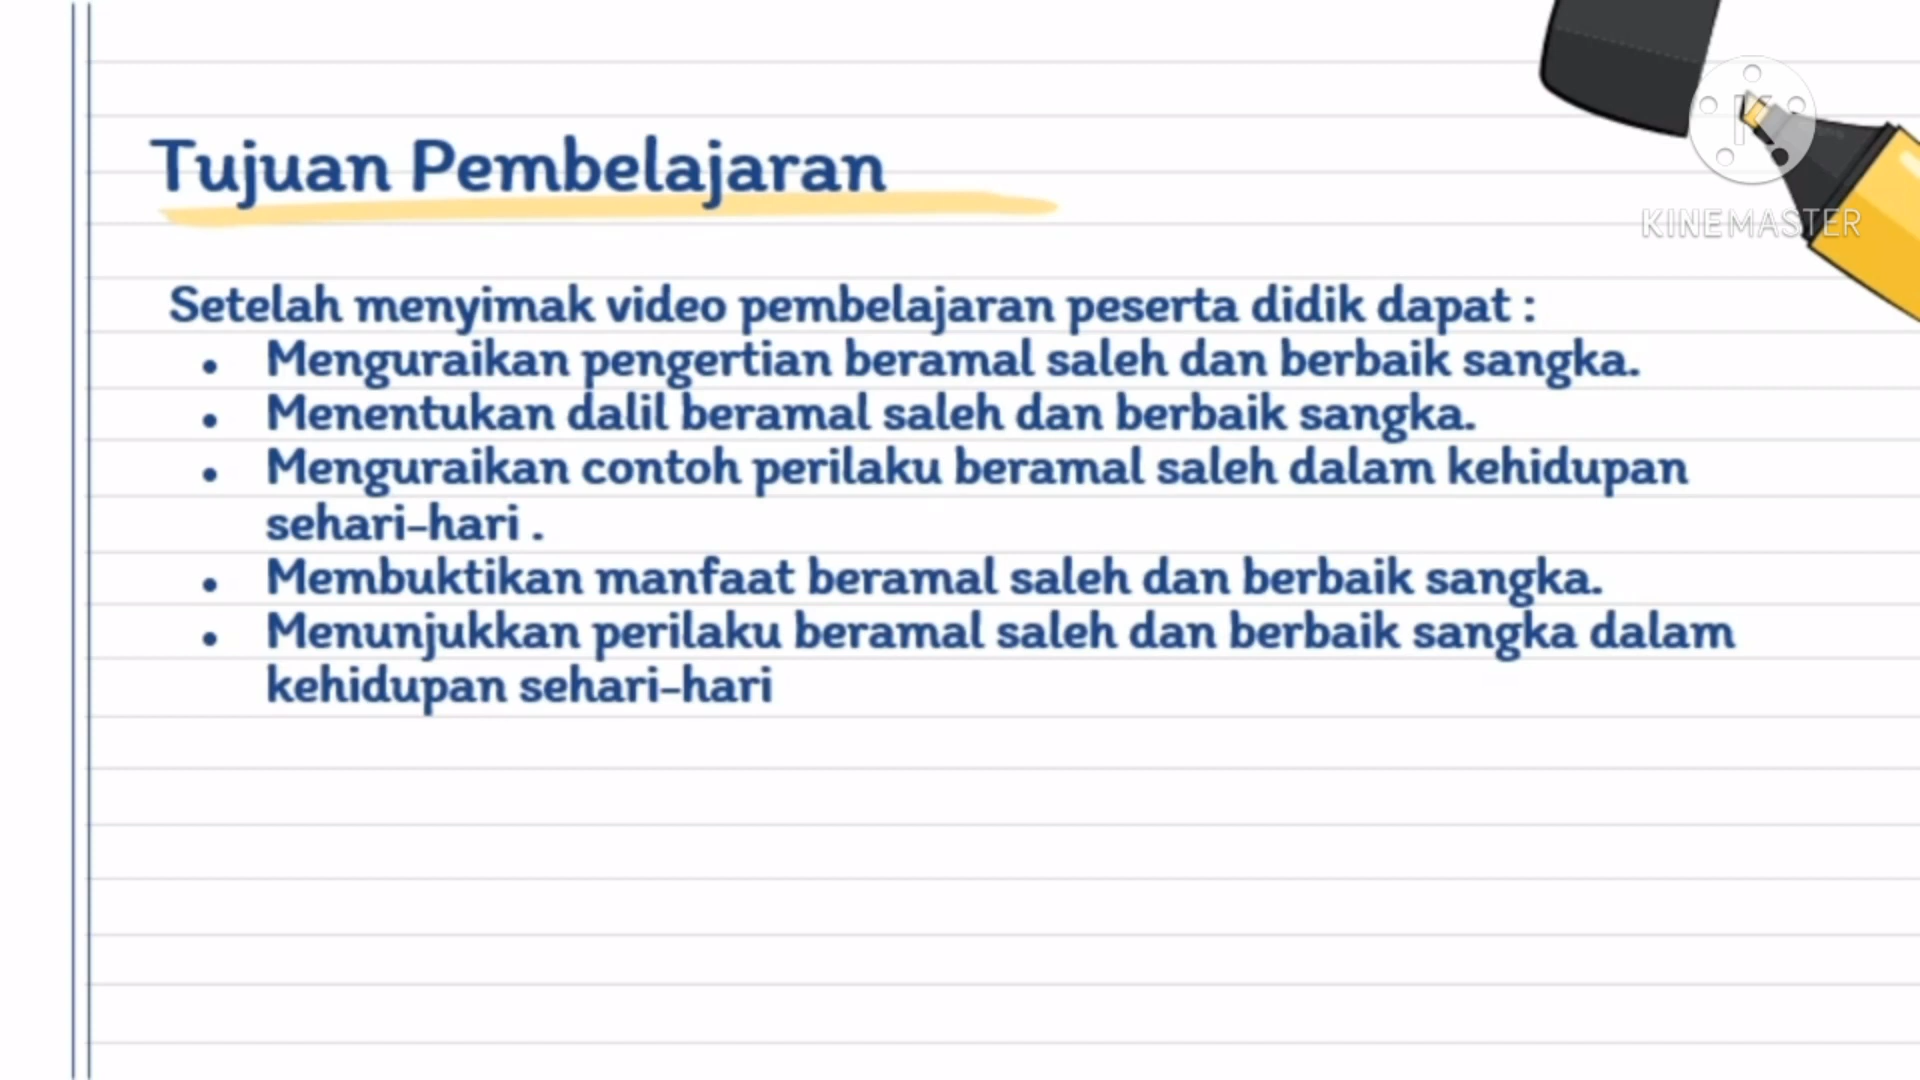 Tujuan Pembelajaran
KINEMASTER
Setelah menyimak video pembelajaran peserta didik dapat :
• Menguraikan pengertian beramal saleh dan berbaik sangka.
• Menentukan dalil beramal saleh dan berbaik sangka.
• Menguraikan contoh perilaku beramal saleh dalam kehidupan
sehari-hari .
• Membuktikan manfaat beramal saleh dan berbaik sangka.
• Menunjukkan perilaku beramal saleh dan berbaik sangka dalam
kehidupan sehari-hari